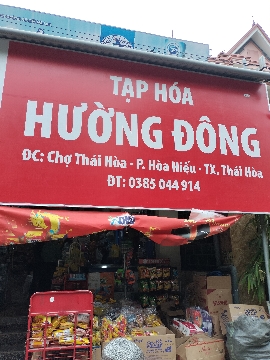 TẠP HÓA
HƯỜNG ĐÔNG
ĐC: Chợ Thái Hòa - P. Hòa Hiếu - TX. Thái Hòa
ĐT: 0385 044 914